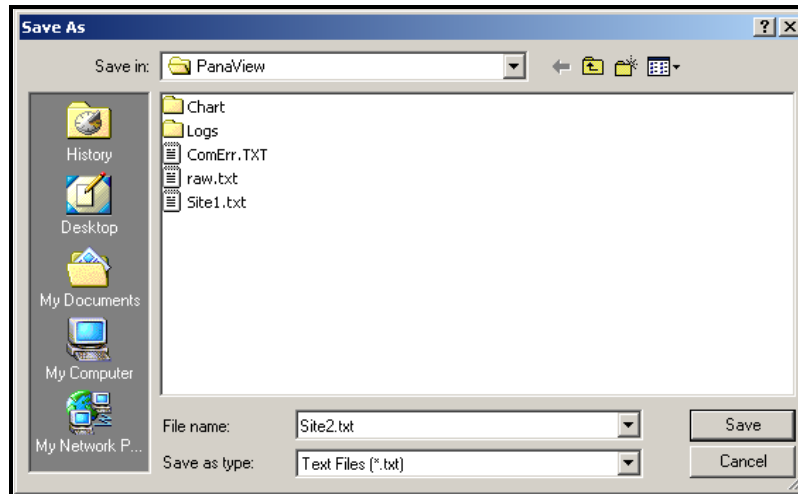 Save As
Save in: PanaView
History
Desktop
My Documents
My Computer
My Network P...
Chart
Logs
ComErr.TXT
raw.txt
Site1.txt
File name: Site2.txt Save
Save as type: Text Files (*.txt) Cancel